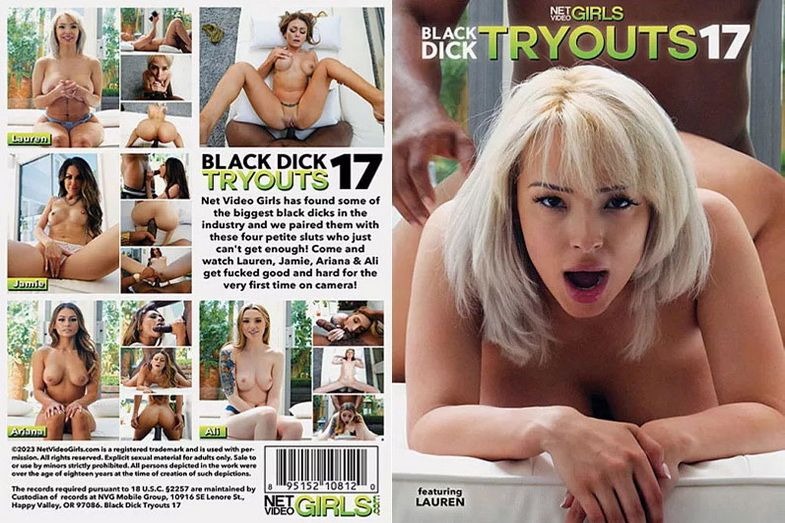 Lauren
Jamie
Ariana
Ali
BLACK DICK
TRYOUTS 17
Net Video Girls has found some of
the biggest black dicks in the
industry and we paired them with
these four petite sluts who just
can't get enough! Come and
watch Lauren, Jamie, Ariana & Ali
get fucked good and hard for the
very first time on camera!
©2023 NetVideoGirls.com is a registered trademark and is used with per-
mission. All rights reserved. Explicit sexual material for adults only. Sale to
or use by minors strictly prohibited. All persons depicted in the work were
over the age of eighteen years at the time of creation of such depictions.
The records required pursuant to 18 U.S.C. §2257 are maintained by
Custodian of records at NVG Mobile Group, 10916 SE Lenore St.,
Happy Valley, OR 97086. Black Dick Tryouts 17
8 95152 10812 0
NET
VIDEO GIRLS.com
NET
VIDEO GIRLS
BLACK
DICK TRYOUTS 17
featuring
LAUREN